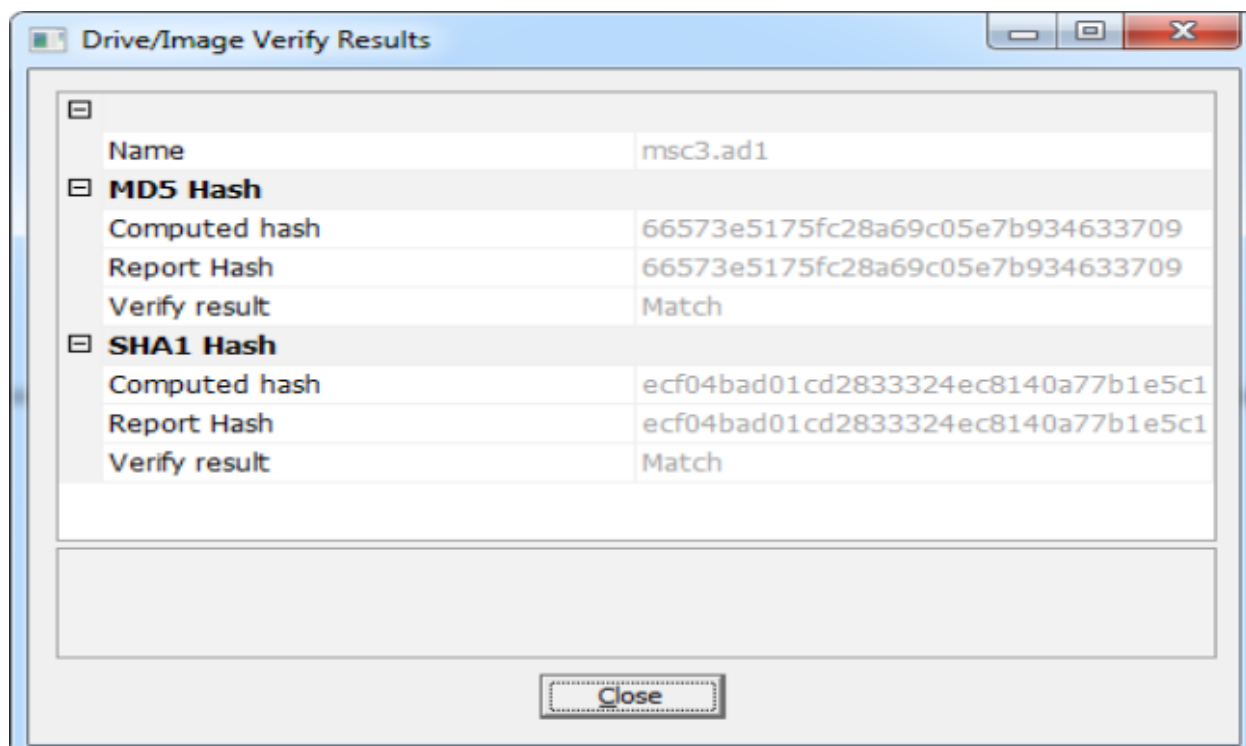 Drive/Image Verify Results
Name msc3.ad1
MD5 Hash
Computed hash 66573e5175fc28a69c05e7b934633709
Report Hash 66573e5175fc28a69c05e7b934633709
Verify result Match
SHA1 Hash
Computed hash ecf04bad01cd2833324ec8140a77b1e5c1
Report Hash ecf04bad01cd2833324ec8140a77b1e5c1
Verify result Match
Close